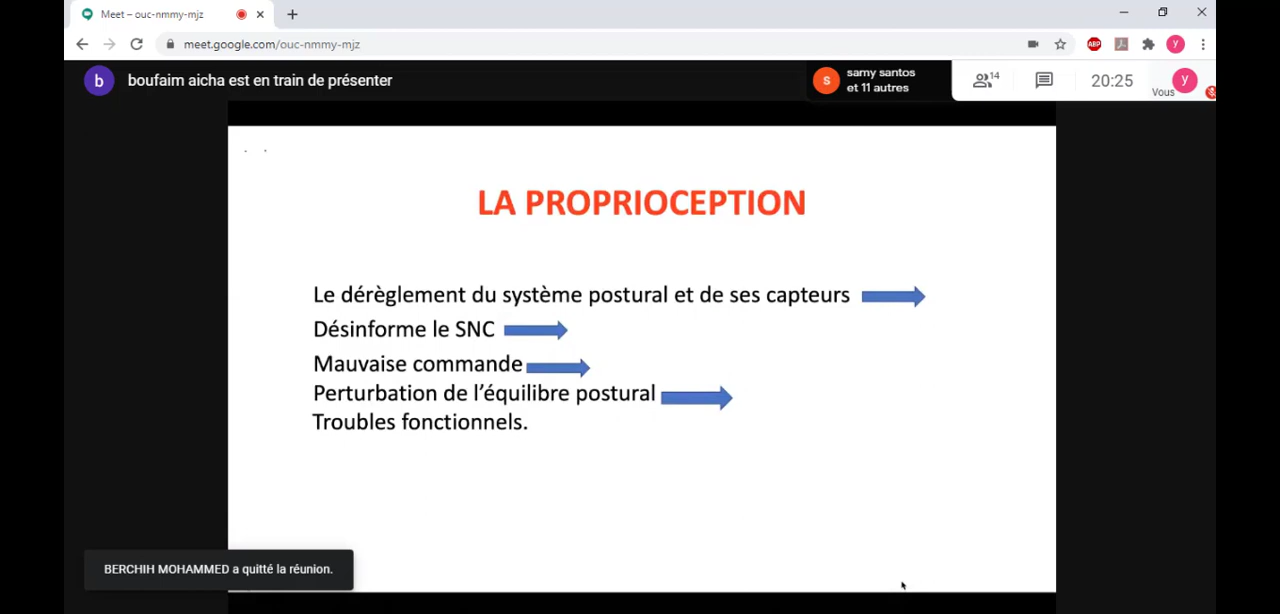 Meet – ouc-nmmy-mjz
meet.google.com/ouc-nmmy-mjz
ABP
y
b
boufaim aicha est en train de présenter
s
samy santos
et 11 autres
14
20:25
Vous
y
LA PROPRIOCEPTION
Le dérèglement du système postural et de ses capteurs
Désinforme le SNC
Mauvaise commande
Perturbation de l’équilibre postural
Troubles fonctionnels.
BERCHIH MOHAMMED a quitté la réunion.